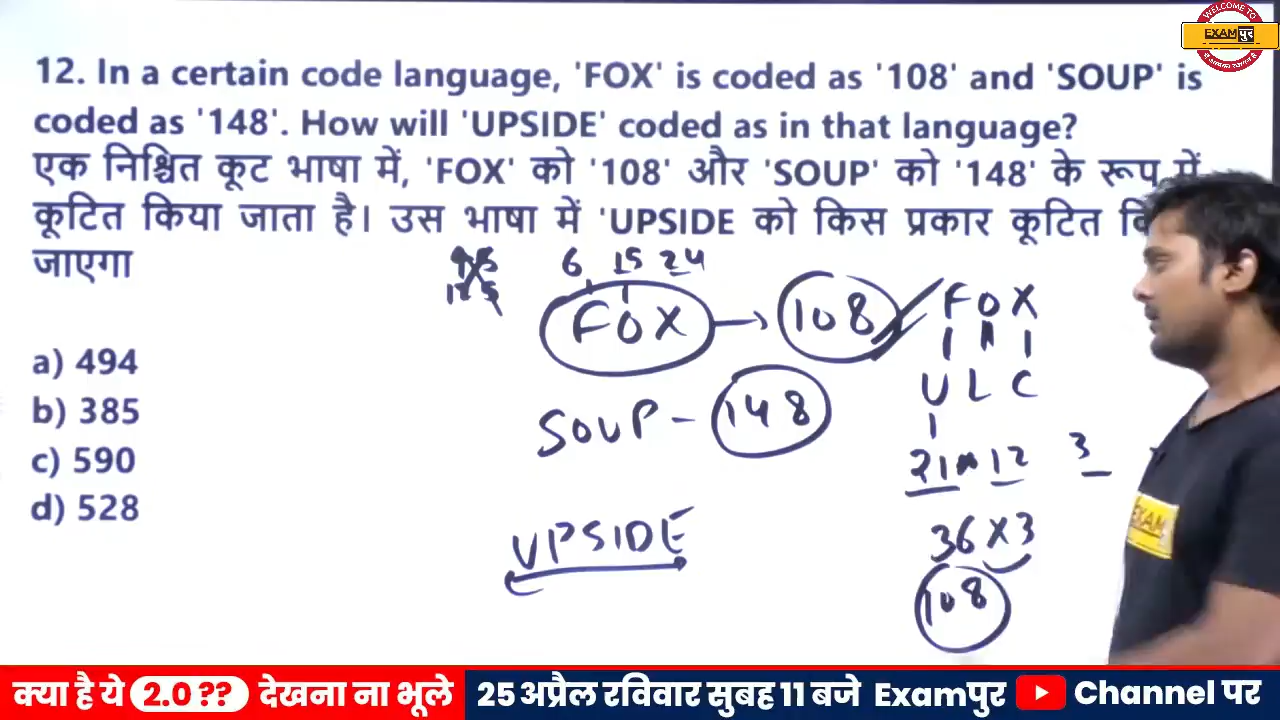 WELCOME TO
EXAMपुर
12. In a certain code language, 'FOX' is coded as '108' and 'SOUP' is
coded as '148'. How will 'UPSIDE' coded as in that language?
एक निश्चित कूट भाषा में, 'FOX' को '108' और 'SOUP' को '148' के रूप में
कूटित किया जाता है। उस भाषा में 'UPSIDE को किस प्रकार कूटित
जाएगा
6 15 24
FOX → 108
FOX
ULC
SOUP - 148
21 12 3
36 X 3
108
UPSIDE
a) 494
b) 385
c) 590
d) 528
EXAM
क्या है ये 2.0 ?? देखना ना भूले 25 अप्रैल रविवार सुबह 11 बजे Examपुर Channel पर